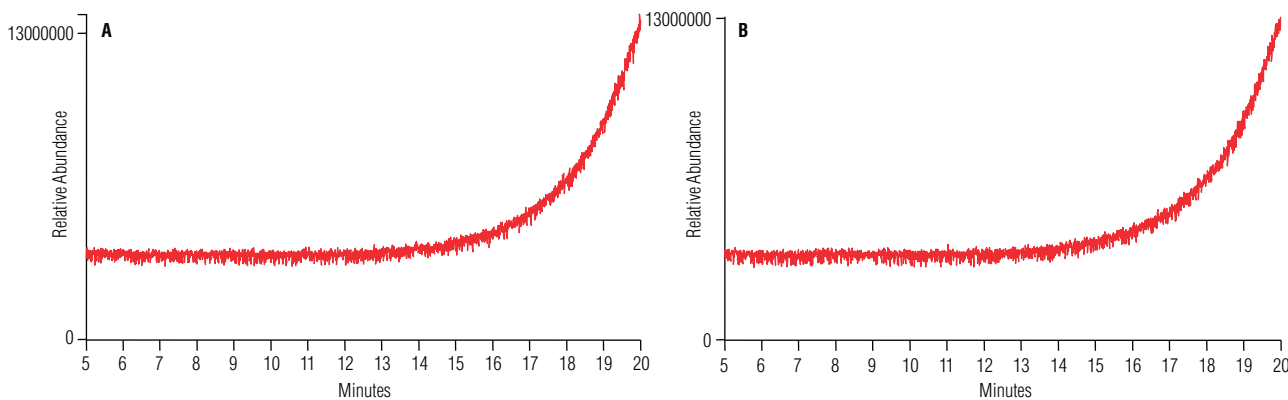 A
13000000
Relative Abundance
0
5 6 7 8 9 10 11 12 13 14 15 16 17 18 19 20
Minutes
B
13000000
Relative Abundance
0
5 6 7 8 9 10 11 12 13 14 15 16 17 18 19 20
Minutes